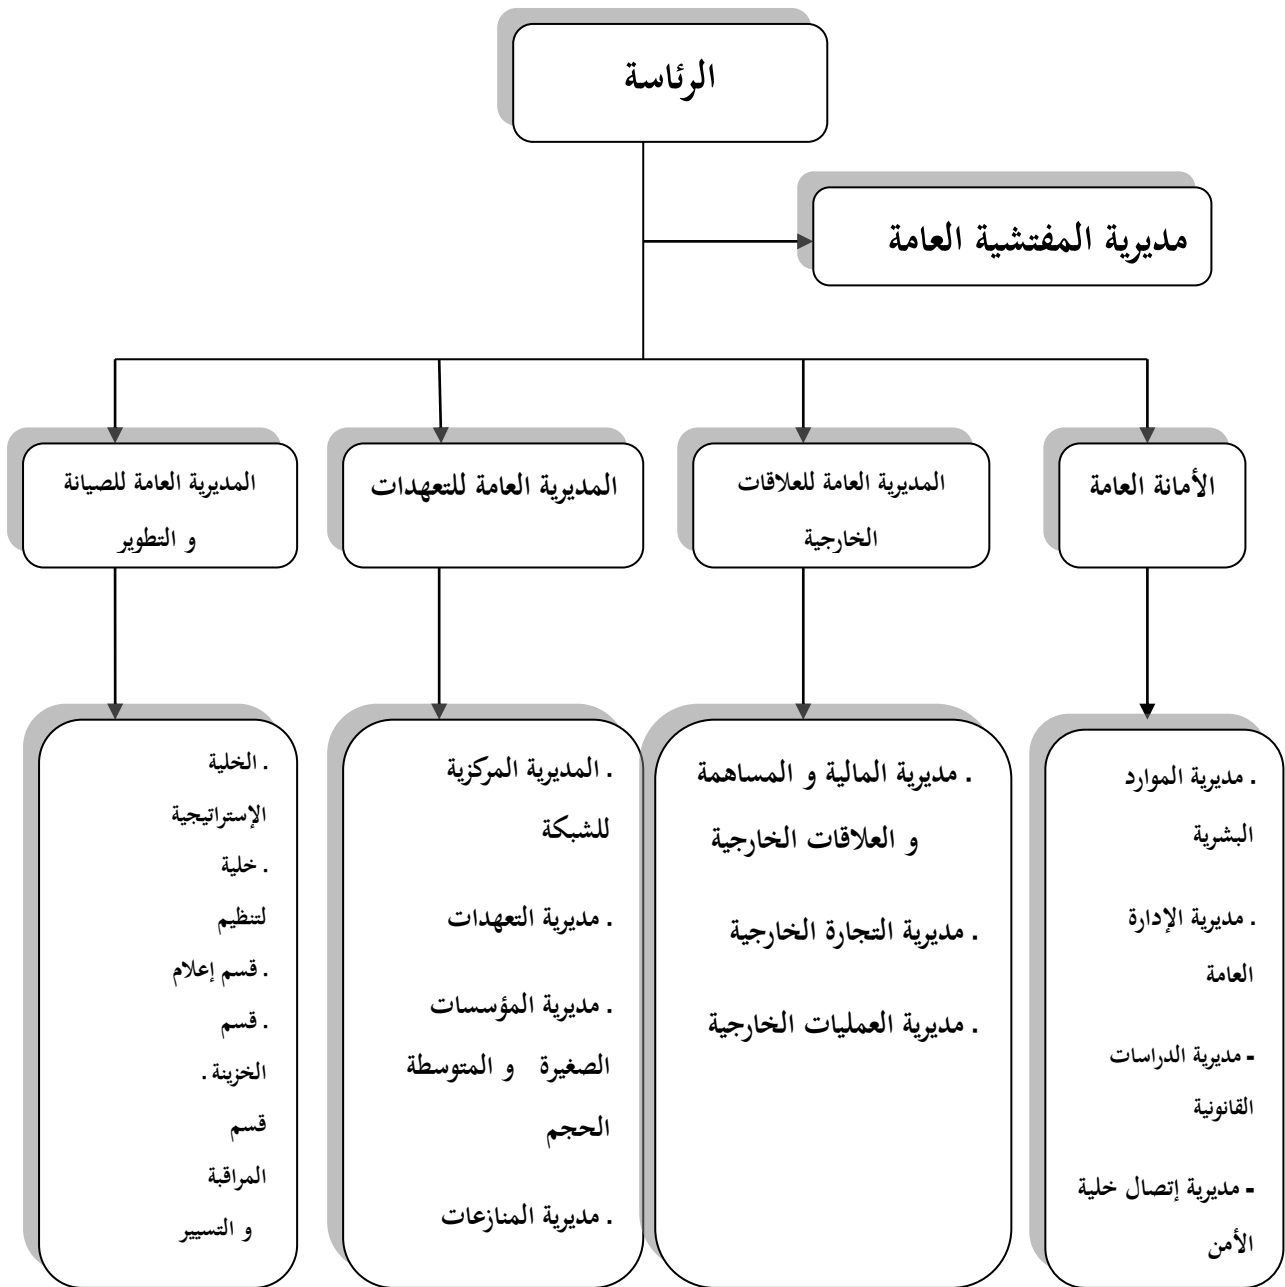 الرئاسة
مديرية المفتشية العامة
الأمانة العامة
المديرية العامة للعلاقات
الخارجية
المديرية العامة للتعهدات
المديرية العامة للصيانة
و التطوير
. مديرية الموارد
البشرية
. مديرية الإدارة
العامة
- مديرية الدراسات
القانونية
- مديرية إتصال خلية
الأمن
. مديرية المالية و المساهمة
و العلاقات الخارجية
. مديرية التجارة الخارجية
. مديرية العمليات الخارجية
. المديرية المركزية
للشبكة
. مديرية التعهدات
. مديرية المؤسسات
الصغيرة و المتوسطة
الحجم
. مديرية المنازعات
. الخلية
الإستراتيجية
. خلية
لتنظيم
. قسم إعلام
. قسم
الخزينة .
قسم
المراقبة
و التسيير